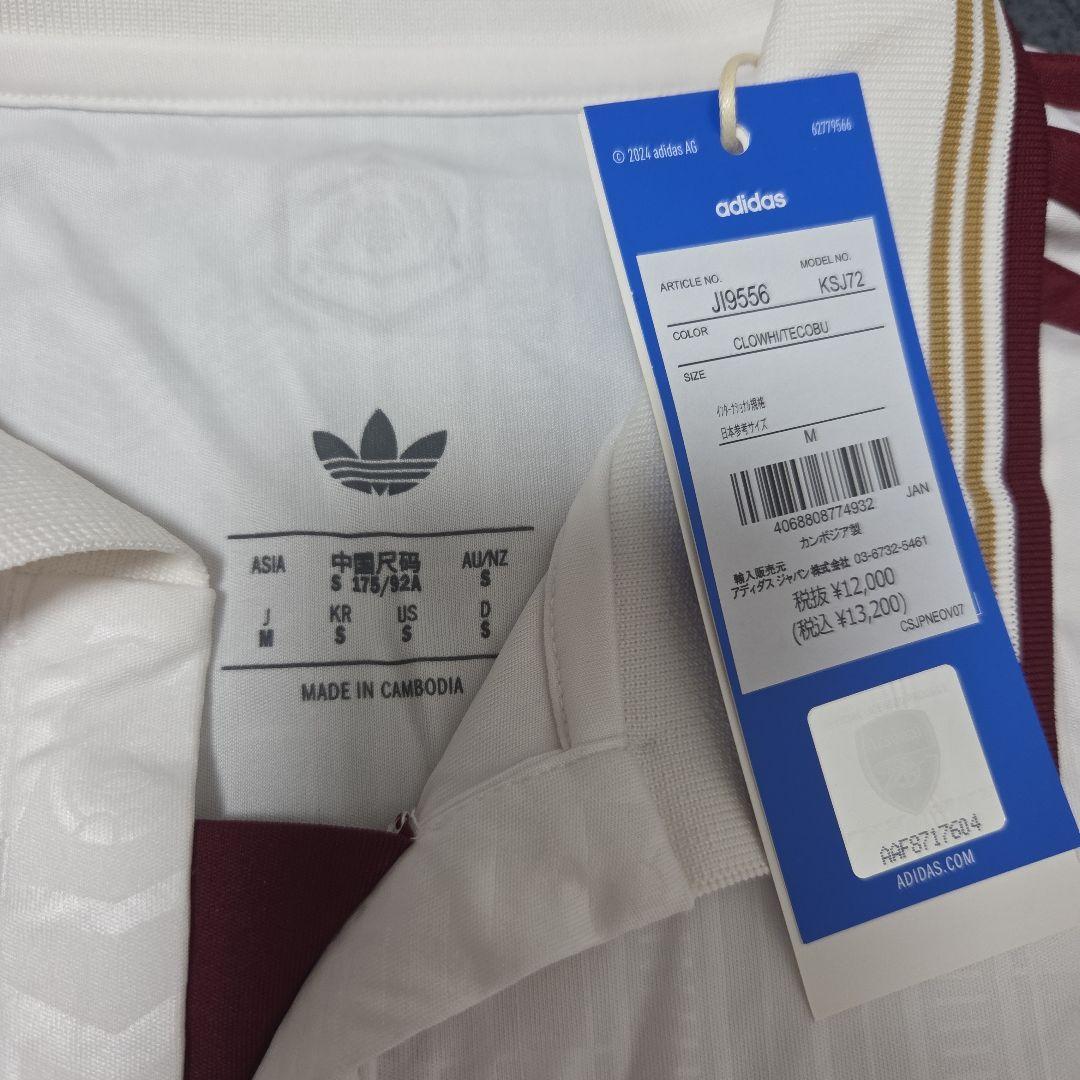 © 2024 adidas AG
62779566
adidas
ARTICLE NO.
MODEL NO.
JI9556
KSJ72
COLOR
CLOWHI/TECOBU
SIZE
インターナショナル規格
日本参考サイズ
M
4068808774932
JAN
カンボジア製
輸入販売元
アディダス ジャパン株式会社 03-6732-5461
税抜 ¥12,000
(税込 ¥13,200)
CSJPNEOV07
AAF8717604
ADIDAS.COM
ASIA 中国尺码 AU/NZ
S 175/92A S
J KR US D
M S S S
MADE IN CAMBODIA